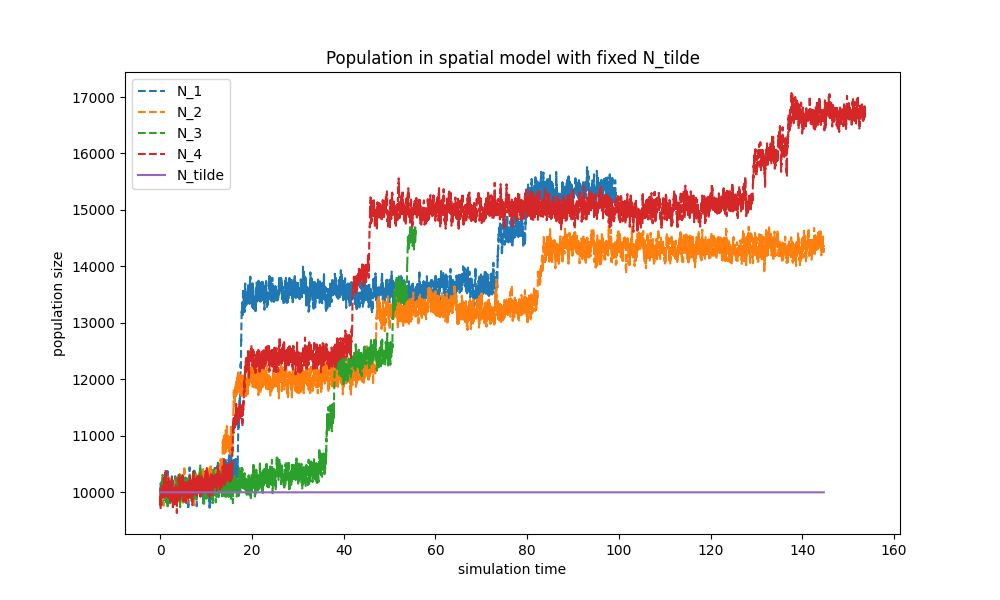 Population in spatial model with fixed N_tilde
N_1
N_2
N_3
N_4
N_tilde
population size
17000
16000
15000
14000
13000
12000
11000
10000
0 20 40 60 80 100 120 140 160
simulation time